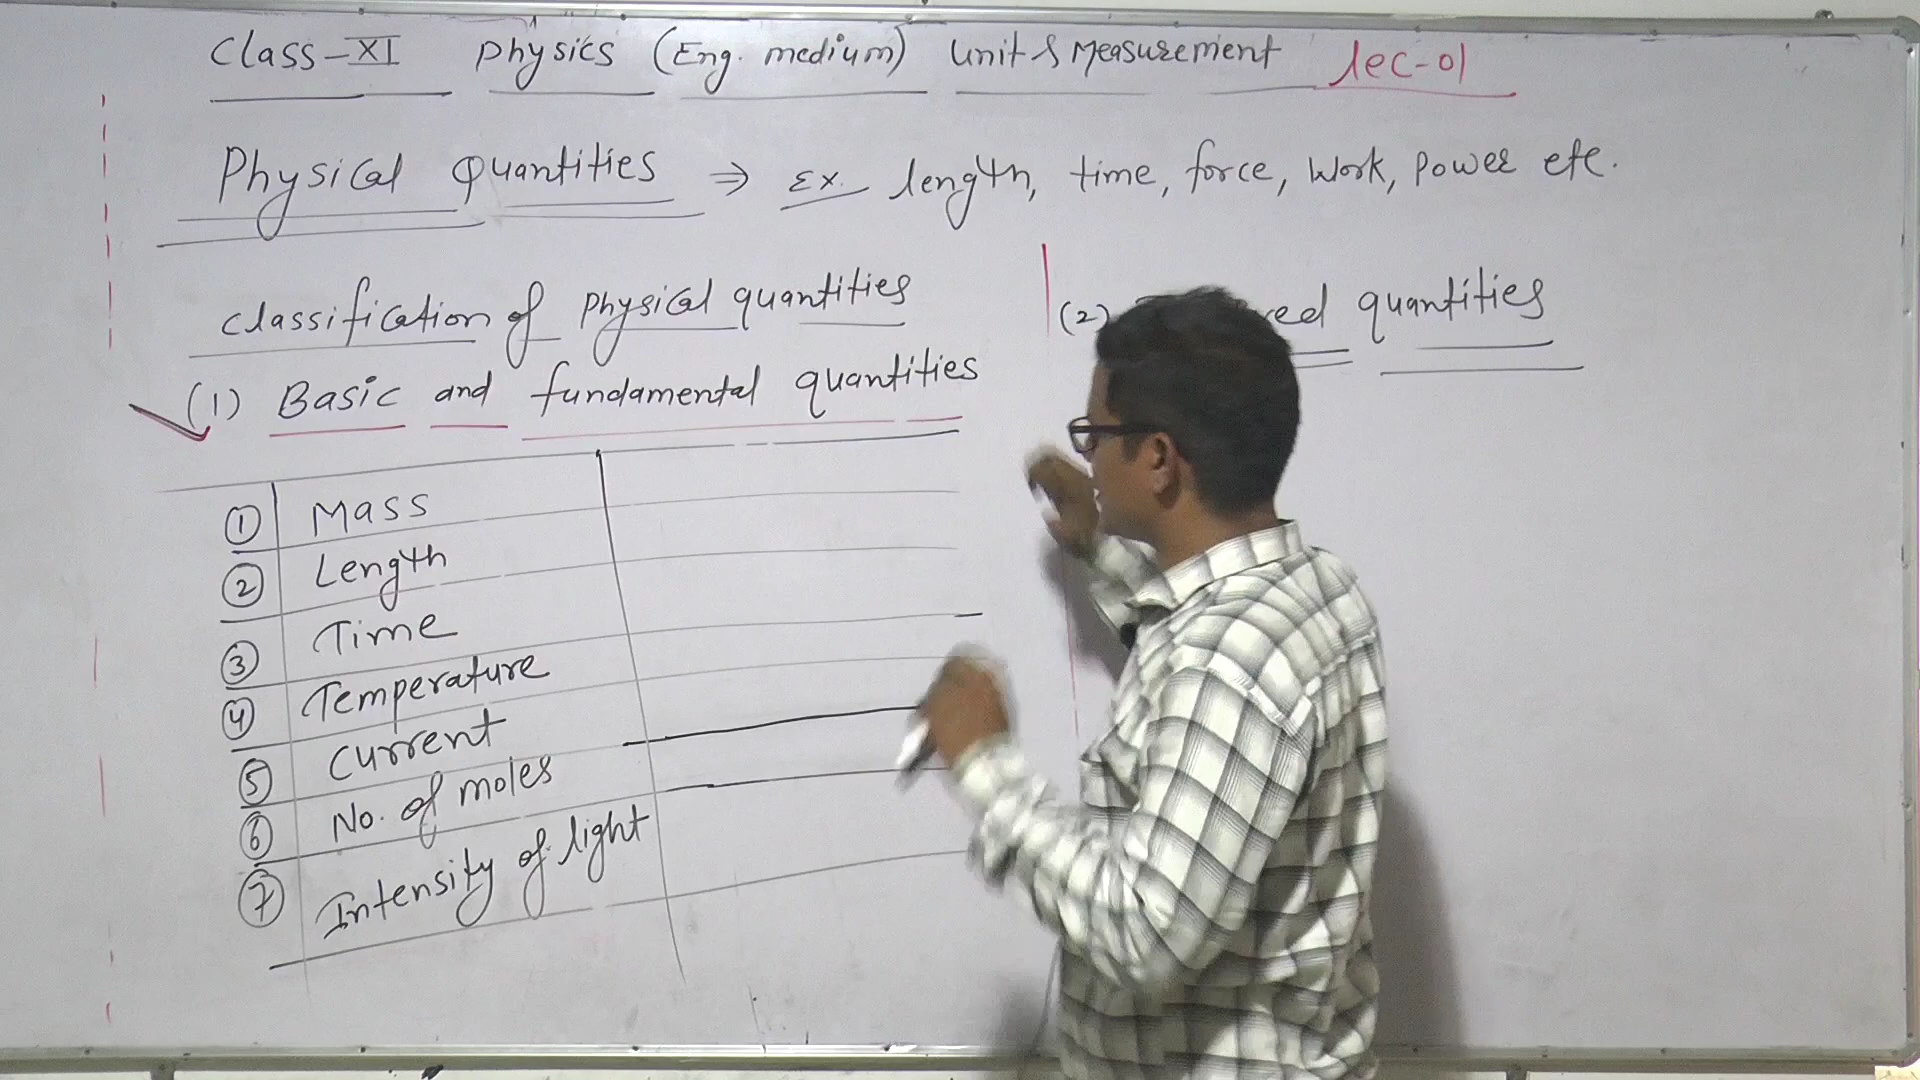 Class-XI Physics (Eng. medium) Unit & Measurement Lec-01
Physical Quantities ⇒ Ex. length, time, force, work, power etc.
Classification of physical quantities
(1) Basic and fundamental quantities
① Mass
② Length
③ Time
④ Temperature
⑤ Current
⑥ No. of moles
⑦ Intensity of light
(2) quantities